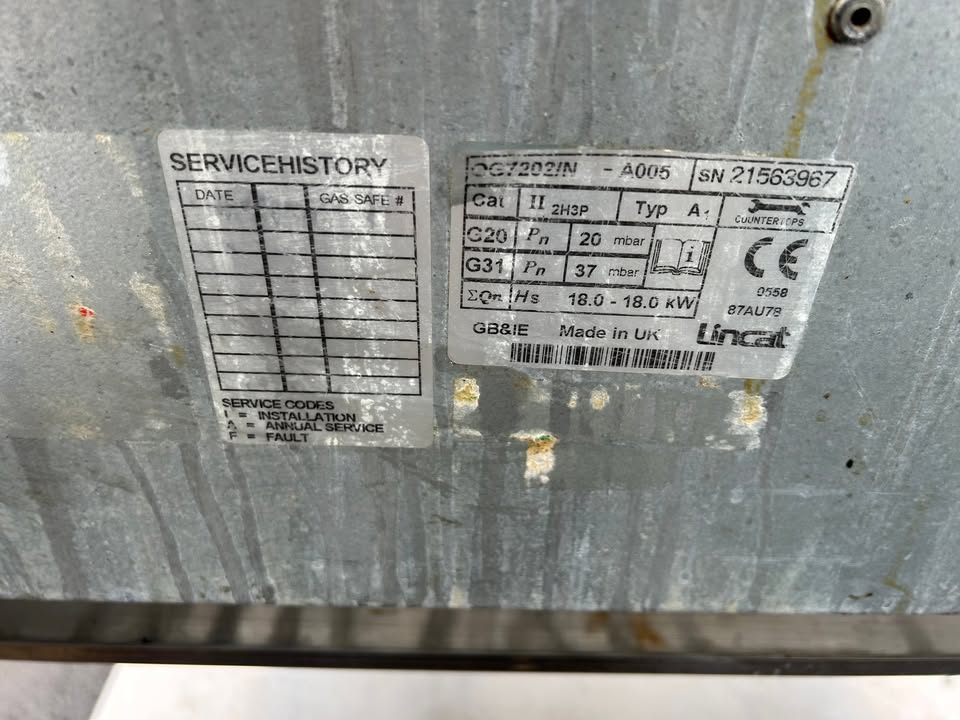 SERVICEHISTORY
DATE GAS SAFE #
SERVICE CODES
I = INSTALLATION
A = ANNUAL SERVICE
F = FAULT
OG7202/N - A005 SN 21563967
Cat II 2H3P Typ A1
COUNTERTOPS
G20 Pn 20 mbar
i
CE
G31 Pn 37 mbar
0558
ΣQn Hs 18.0 - 18.0 kW
87AU78
GB&IE Made in UK Lincat